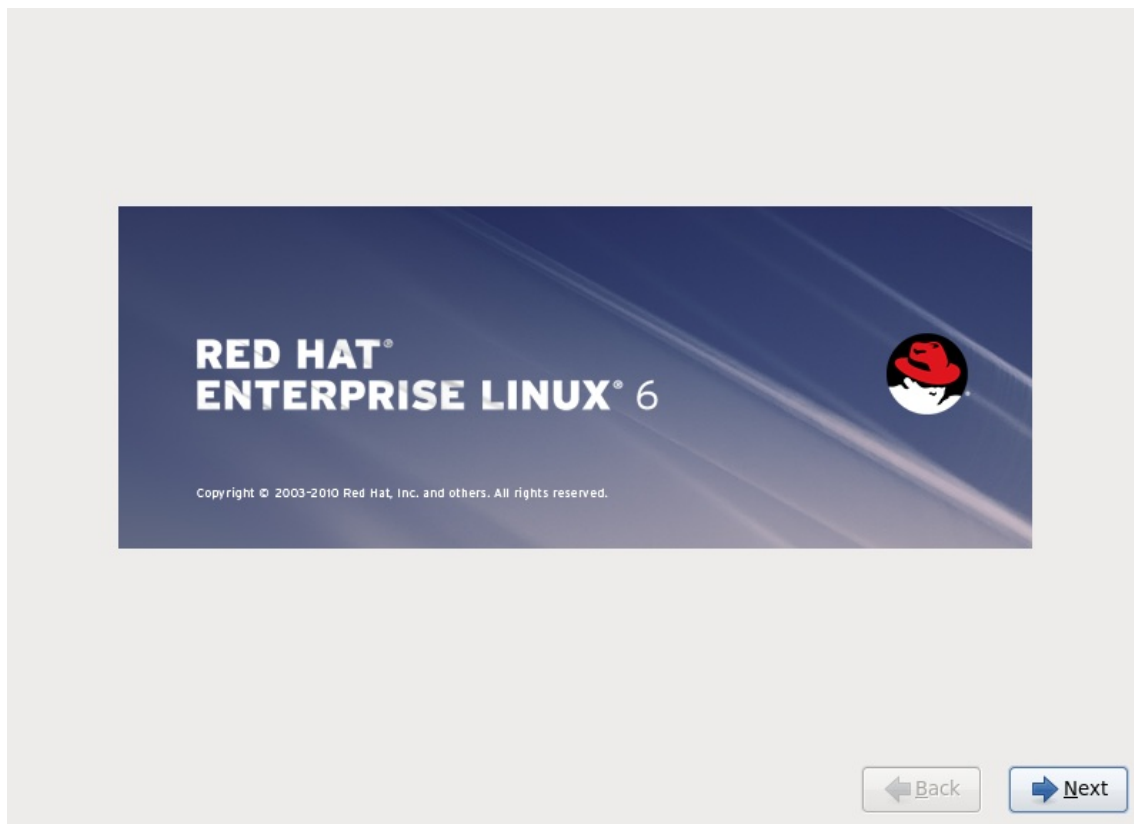 RED HAT®
ENTERPRISE LINUX® 6
Copyright © 2003-2010 Red Hat, Inc. and others. All rights reserved.
Back
Next